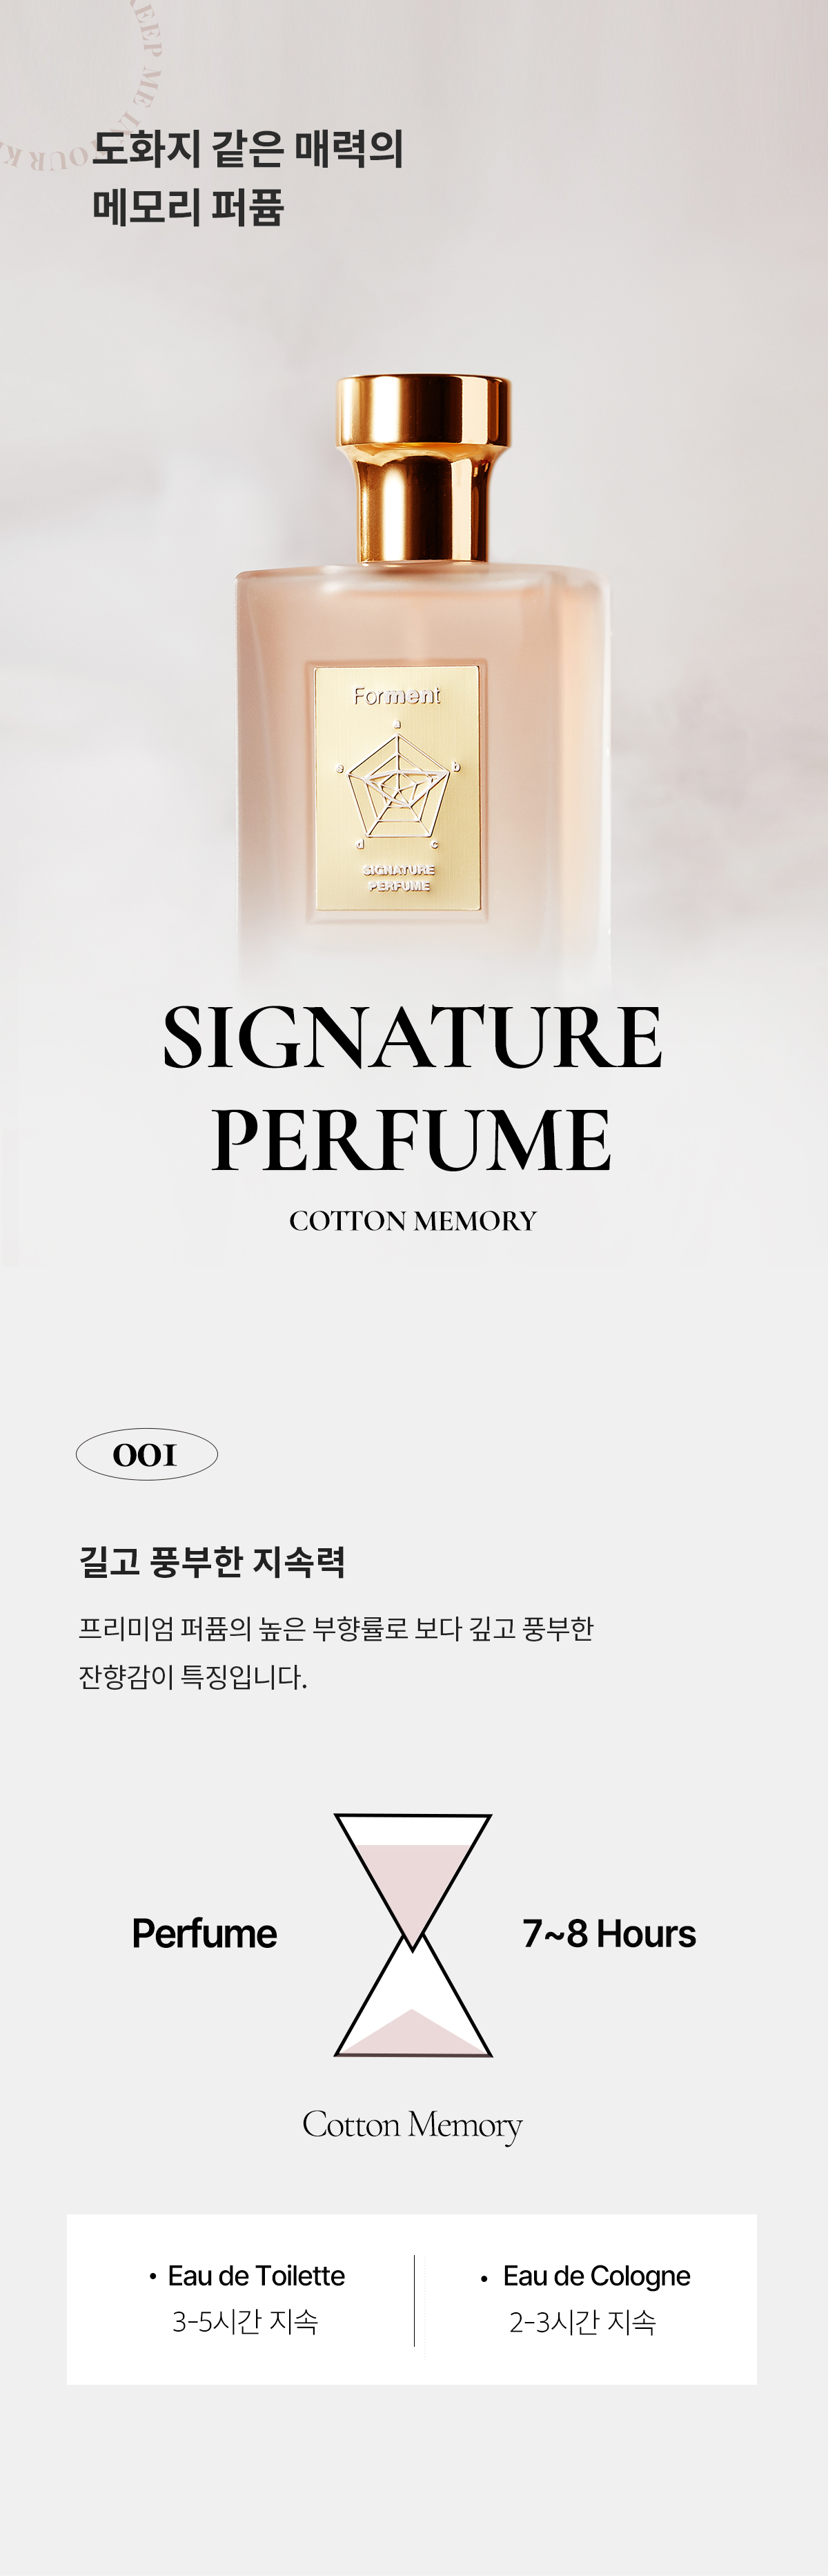 KEEP ME IN YOUR K
도화지 같은 매력의
메모리 퍼퓸
Forment
a
e
b
d
c
SIGNATURE
PERFUME
SIGNATURE
PERFUME
COTTON MEMORY
001
길고 풍부한 지속력
프리미엄 퍼퓸의 높은 부향률로 보다 깊고 풍부한
잔향감이 특징입니다.
Perfume
7~8 Hours
Cotton Memory
• Eau de Toilette
3-5시간 지속
• Eau de Cologne
2-3시간 지속